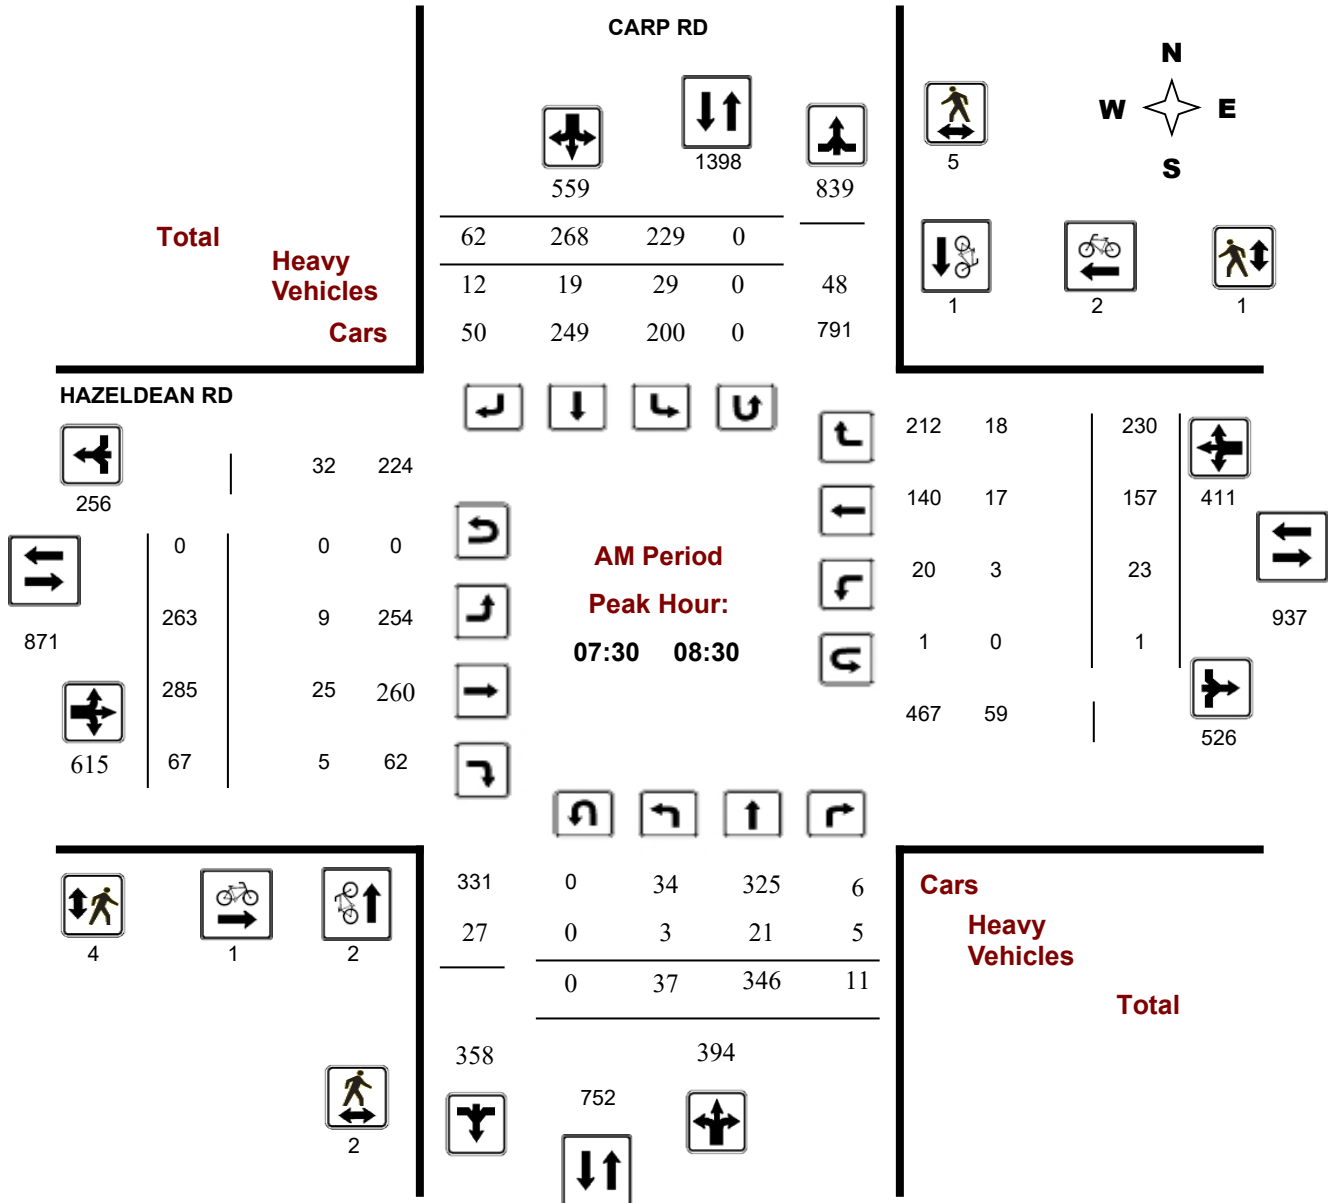 CARP RD
N
W E
S
5
1398
559
839
Total
62 268 229 0
Heavy
Vehicles
12 19 29 0 48
1 2 1
Cars
50 249 200 0 791
HAZELDEAN RD
212 18 230
32 224
256
140 17 157 411
0 0 0
AM Period
20 3 23
263 9 254
Peak Hour:
937
871
07:30 08:30
1 0 1
285 25 260
467 59
526
615 67 5 62
331 0 34 325 6
Cars
27 0 3 21 5
Heavy
Vehicles
4 1 2
0 37 346 11
Total
358 394
752
2